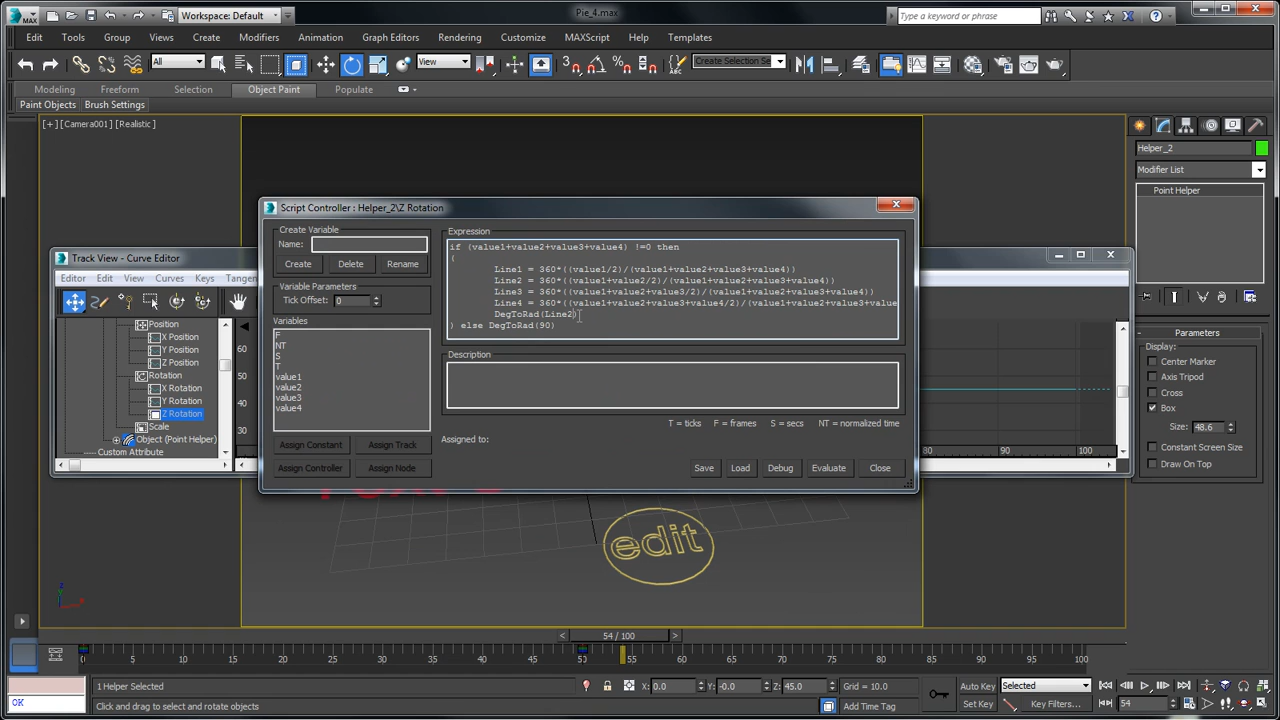 MAX
Workspace: Default
Pie_4.max
Type a keyword or phrase
Edit Tools Group Views Create Modifiers Animation Graph Editors Rendering Customize MAXScript Help Templates
All
View
Create Selection Se
Modeling Freeform Selection Object Paint Populate
Paint Objects Brush Settings
[+] [Camera001] [Realistic]
Helper_2
Modifier List
Point Helper
Script Controller : Helper_2\Z Rotation
Create Variable
Name:
Create Delete Rename
Variable Parameters
Tick Offset: 0
Variables
F
NT
S
T
value1
value2
value3
value4
Assign Constant Assign Track
Assign Controller Assign Node
Expression
if (value1+value2+value3+value4) !=0 then
(
Line1 = 360*((value1/2)/(value1+value2+value3+value4))
Line2 = 360*((value1+value2/2)/(value1+value2+value3+value4))
Line3 = 360*((value1+value2+value3/2)/(value1+value2+value3+value4))
Line4 = 360*((value1+value2+value3+value4/2)/(value1+value2+value3+value
DegToRad(Line2)
) else DegToRad(90)
Description
T = ticks F = frames S = secs NT = normalized time
Assigned to:
Save Load Debug Evaluate Close
Track View - Curve Editor
Editor Edit View Curves Keys Tangen
Position
X Position
Y Position
Z Position
Rotation
X Rotation
Y Rotation
Z Rotation
Scale
Object (Point Helper)
Custom Attribute
60
50
40
30
80 90 100
Parameters
Display:
Center Marker
Axis Tripod
Cross
Box
Size: 48.6
Constant Screen Size
Draw On Top
edit
54 / 100
0 5 10 15 20 25 30 35 40 45 50 55 60 65 70 75 80 85 90 95 100
1 Helper Selected
X: 0.0 Y: -0.0 Z: 45.0 Grid = 10.0
Auto Key Selected
OK
Click and drag to select and rotate objects
Add Time Tag
Set Key Key Filters... 54